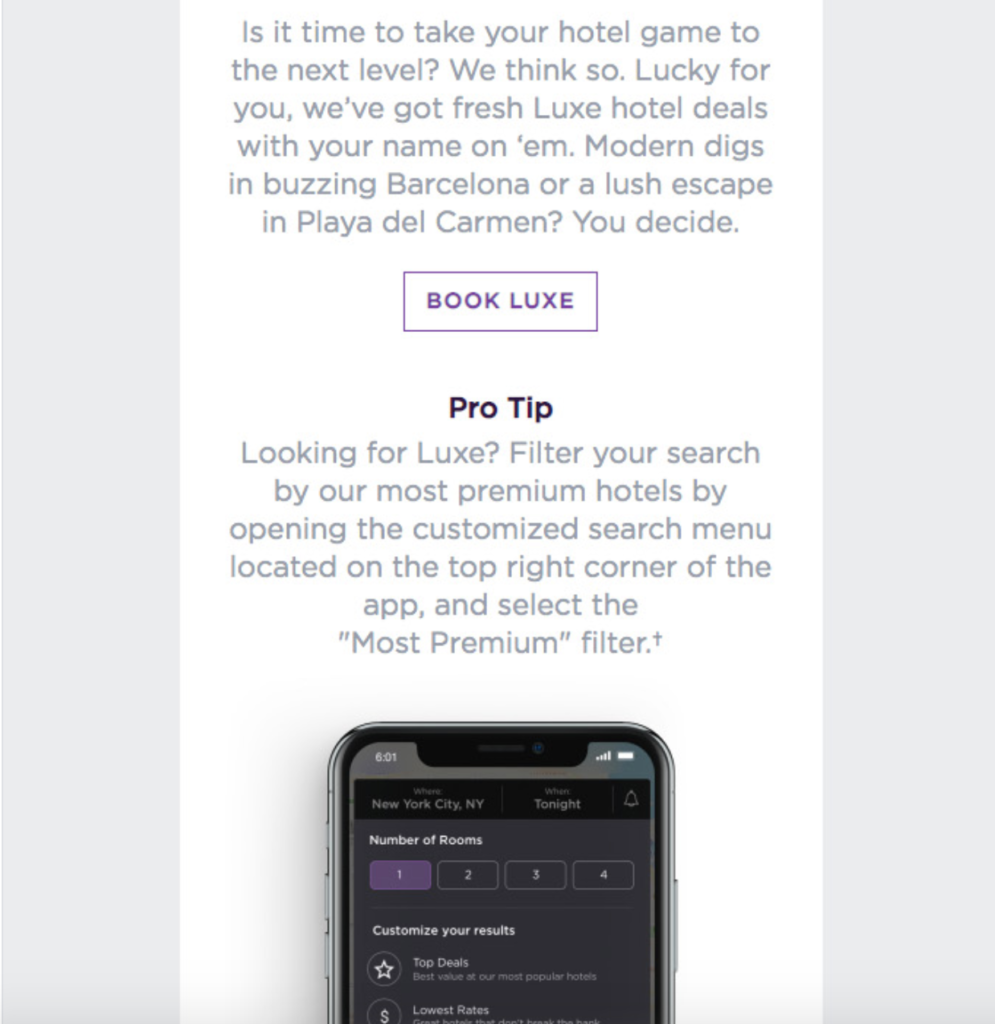 Is it time to take your hotel game to
the next level? We think so. Lucky for
you, we’ve got fresh Luxe hotel deals
with your name on ‘em. Modern digs
in buzzing Barcelona or a lush escape
in Playa del Carmen? You decide.
BOOK LUXE
Pro Tip
Looking for Luxe? Filter your search
by our most premium hotels by
opening the customized search menu
located on the top right corner of the
app, and select the
"Most Premium" filter.†
6:01
Where: When:
New York City, NY Tonight
Number of Rooms
1 2 3 4
Customize your results
Top Deals
Best value at our most popular hotels
$ Lowest Rates
Great hotels that don't break the bank